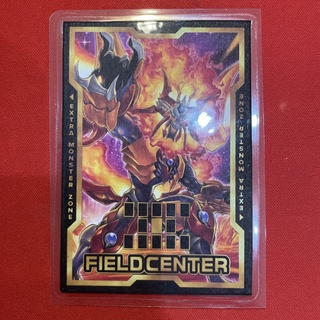 ◄ EXTRA MONSTER ZONE
EXTRA MONSTER ZONE ►
FIELD CENTER